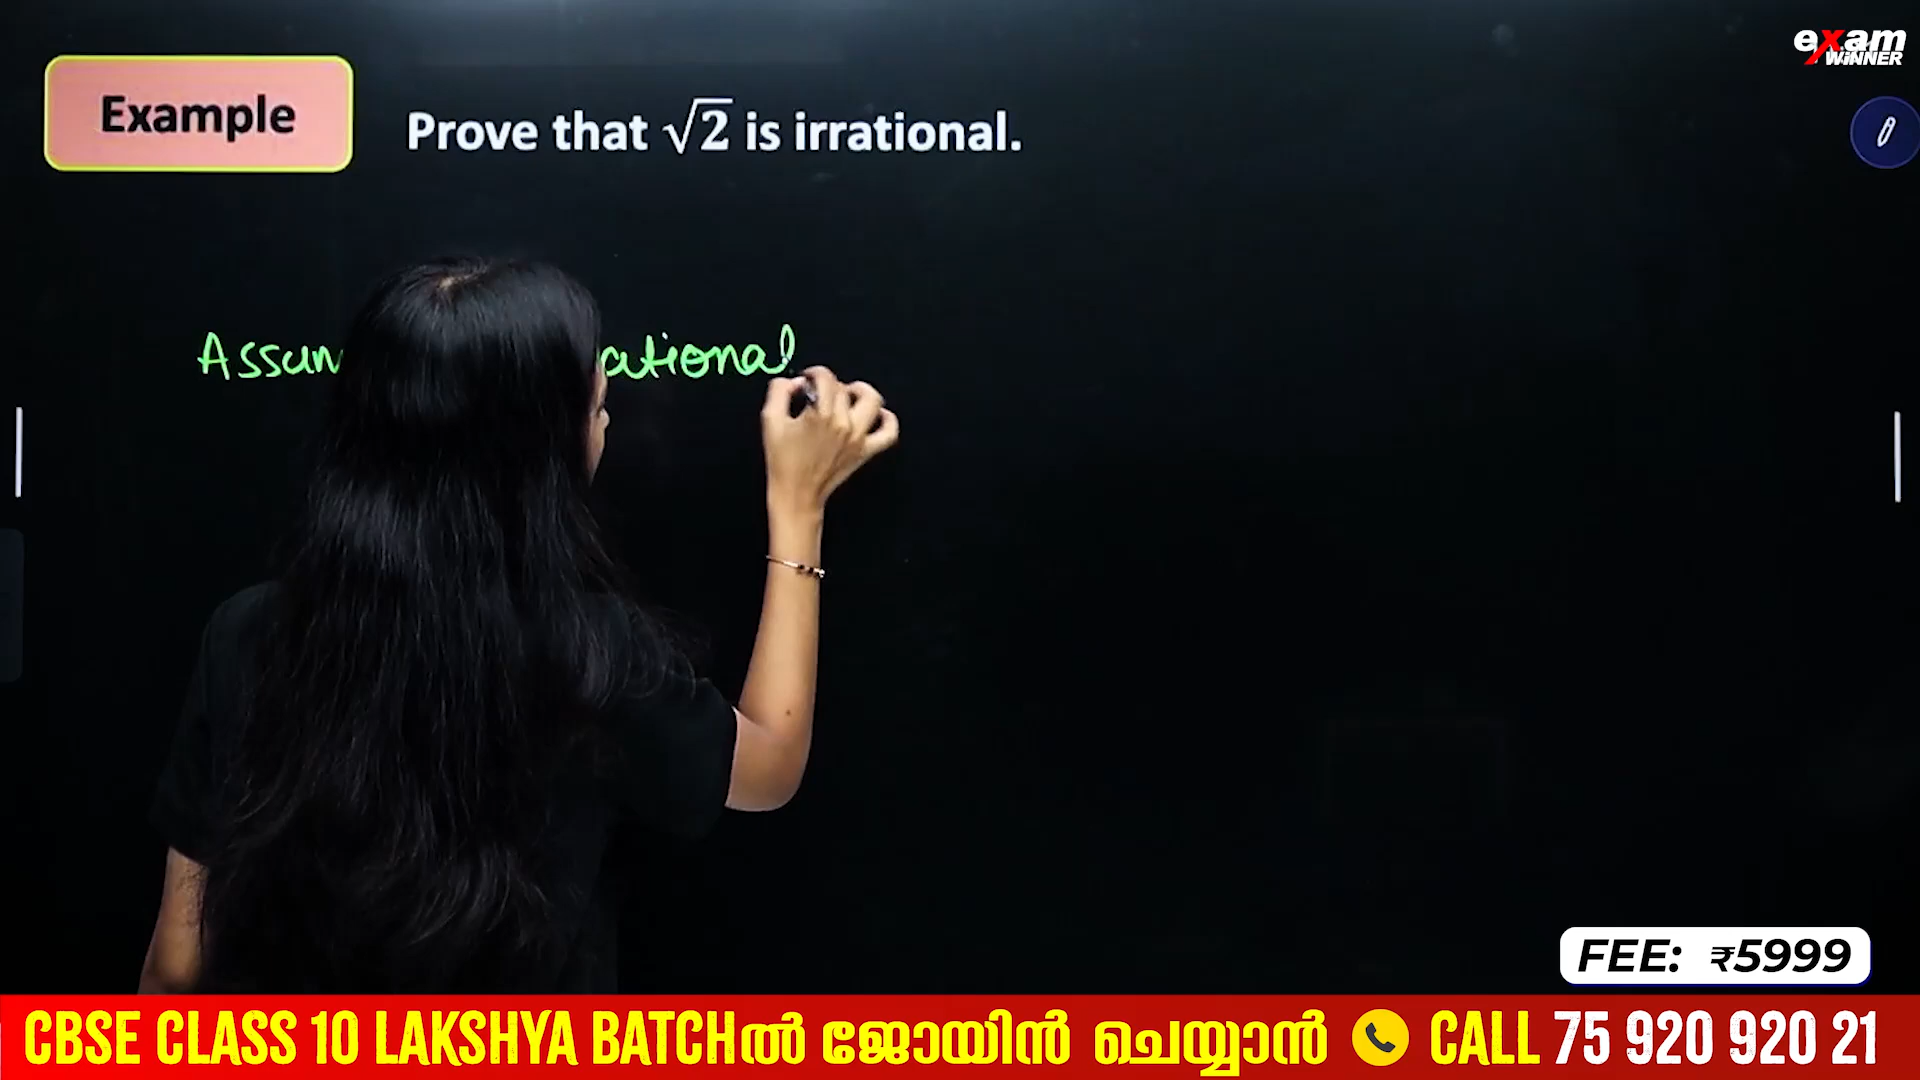 exam
WINNER
Example
Prove that √2 is irrational.
Assum ational
FEE: ₹5999
CBSE CLASS 10 LAKSHYA BATCHൽ ജോയിൻ ചെയ്യാൻ CALL 75 920 920 21